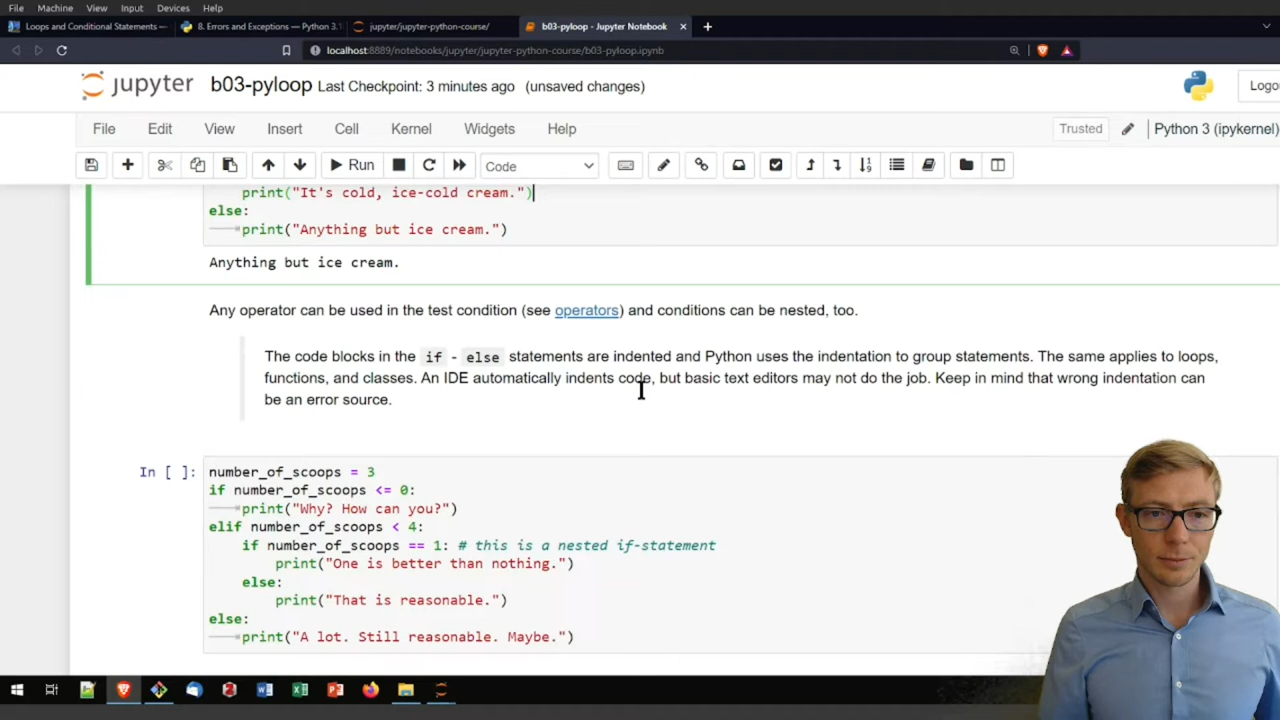 File Machine View Input Devices Help
Loops and Conditional Statements — 8. Errors and Exceptions — Python 3.1 jupyter/jupyter-python-course/ b03-pyloop - Jupyter Notebook
localhost:8889/notebooks/jupyter/jupyter-python-course/b03-pyloop.ipynb
jupyter b03-pyloop Last Checkpoint: 3 minutes ago (unsaved changes) Logo
File Edit View Insert Cell Kernel Widgets Help Trusted Python 3 (ipykernel)
Run Code
print("It's cold, ice-cold cream.")
else:
print("Anything but ice cream.")
Anything but ice cream.
Any operator can be used in the test condition (see operators) and conditions can be nested, too.
The code blocks in the if - else statements are indented and Python uses the indentation to group statements. The same applies to loops,
functions, and classes. An IDE automatically indents code, but basic text editors may not do the job. Keep in mind that wrong indentation can
be an error source.
In [ ]: number_of_scoops = 3
if number_of_scoops <= 0:
print("Why? How can you?")
elif number_of_scoops < 4:
if number_of_scoops == 1: # this is a nested if-statement
print("One is better than nothing.")
else:
print("That is reasonable.")
else:
print("A lot. Still reasonable. Maybe.")